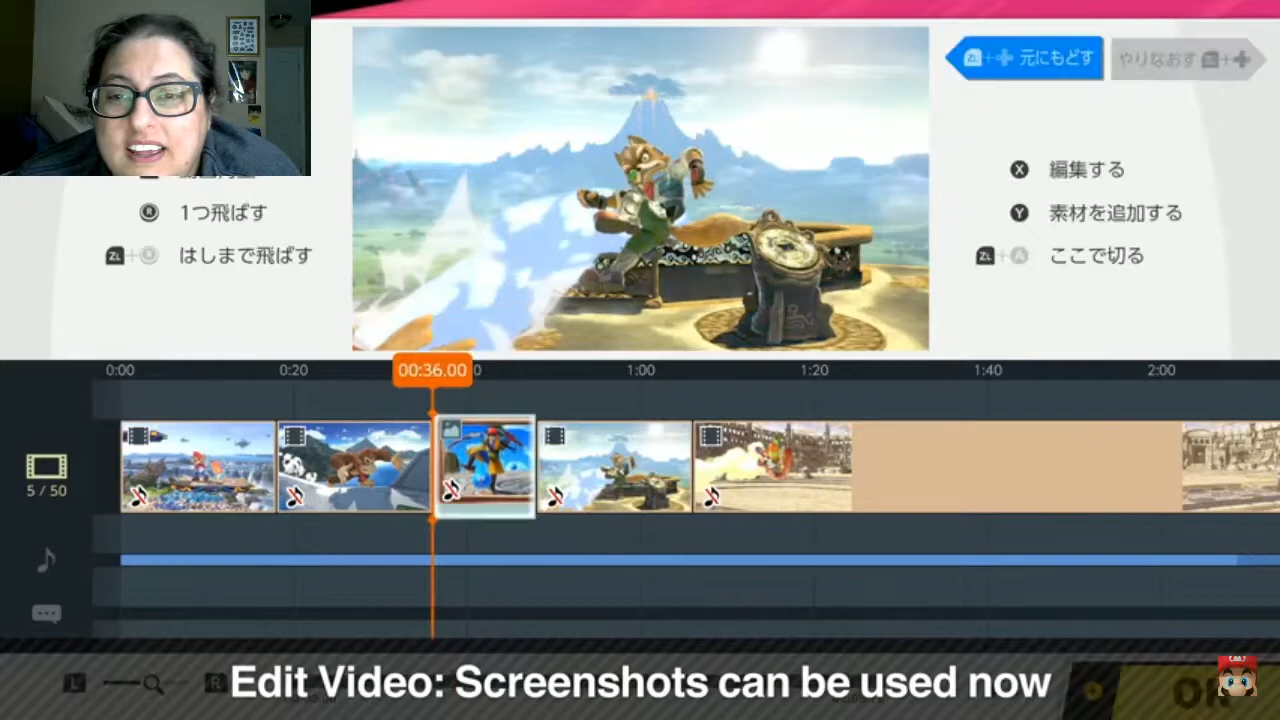 元にもどす
やりなおす
1つ飛ばす
はしまで飛ばす
X 編集する
Y 素材を追加する
ZL + A ここで切る
R
ZL +
0:00 0:20 00:36.00 0 1:00 1:20 1:40 2:00
5 / 50
L R
Edit Video: Screenshots can be used now